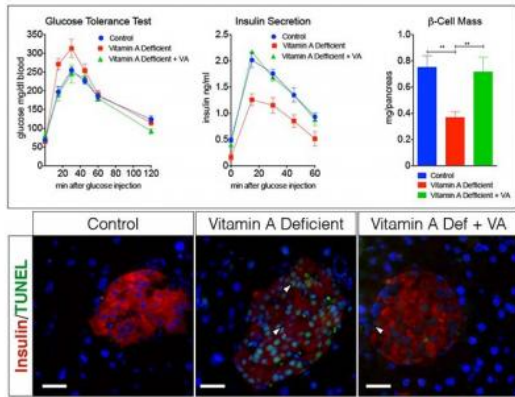 Glucose Tolerance Test
glucose mg/dl blood
400
350
300
250
200
150
100
50
0
20
40
60
80
100
120
min after glucose injection
Control
Vitamin A Defficient
Vitamin A Defficient + VA
Insulin Secretion
insulin ng/ml
2.5
2.0
1.5
1.0
0.5
0.0
0
20
40
60
min after glucose injection
Control
Vitamin A Deficient
Vitamin A Deficient + VA
β-Cell Mass
mg/pancreas
1.0
0.8
0.6
0.4
0.2
0.0
**
**
Control
Vitamin A Deficient
Vitamin A Deficient + VA
Control
Vitamin A Deficient
Vitamin A Def + VA
Insulin/TUNEL